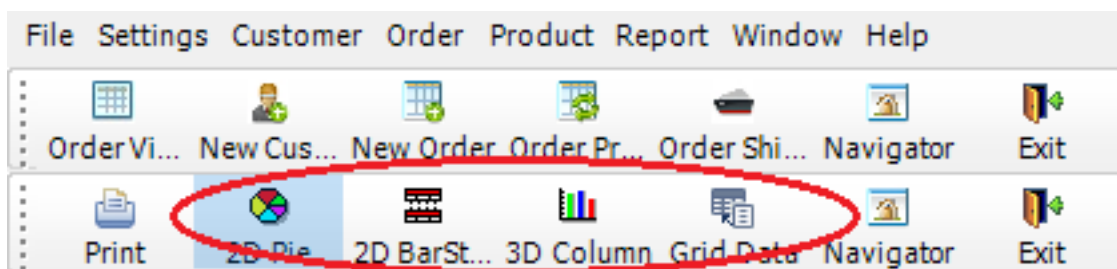 File Settings Customer Order Product Report Window Help
Order Vi... New Cus... New Order Order Pr... Order Shi... Navigator Exit
Print 2D Pie 2D BarSt... 3D Column Grid Data Navigator Exit